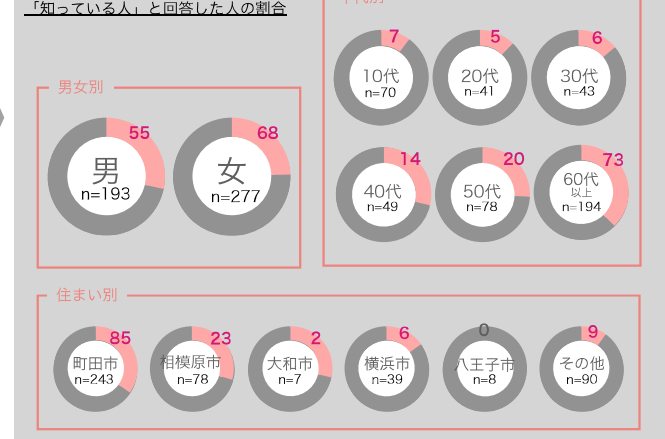 「知っている人」と回答した人の割合
男女別
55
男
n=193
68
女
n=277
7
10代
n=70
5
20代
n=41
6
30代
n=43
14
40代
n=49
20
50代
n=78
73
60代
以上
n=194
住まい別
85
町田市
n=243
23
相模原市
n=78
2
大和市
n=7
6
横浜市
n=39
0
八王子市
n=8
9
その他
n=90